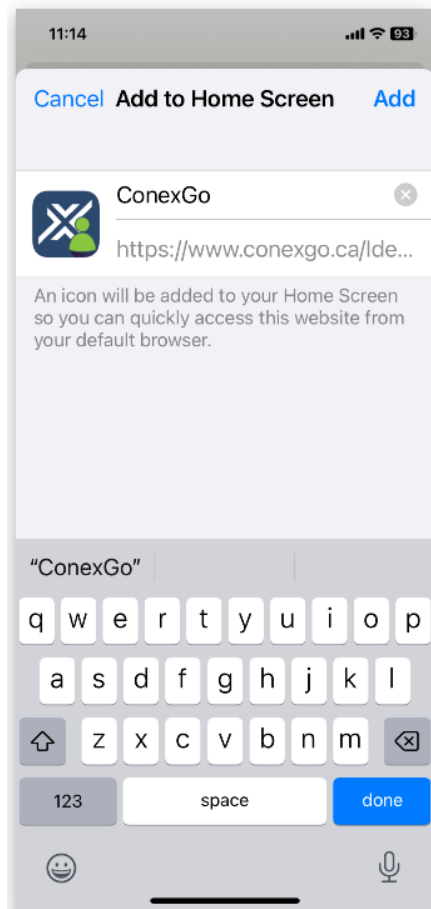 11:14
93
Cancel Add to Home Screen Add
ConexGo
https://www.conexgo.ca/Ide...
An icon will be added to your Home Screen
so you can quickly access this website from
your default browser.
“ConexGo”
q w e r t y u i o p
a s d f g h j k l
z x c v b n m
123 space done